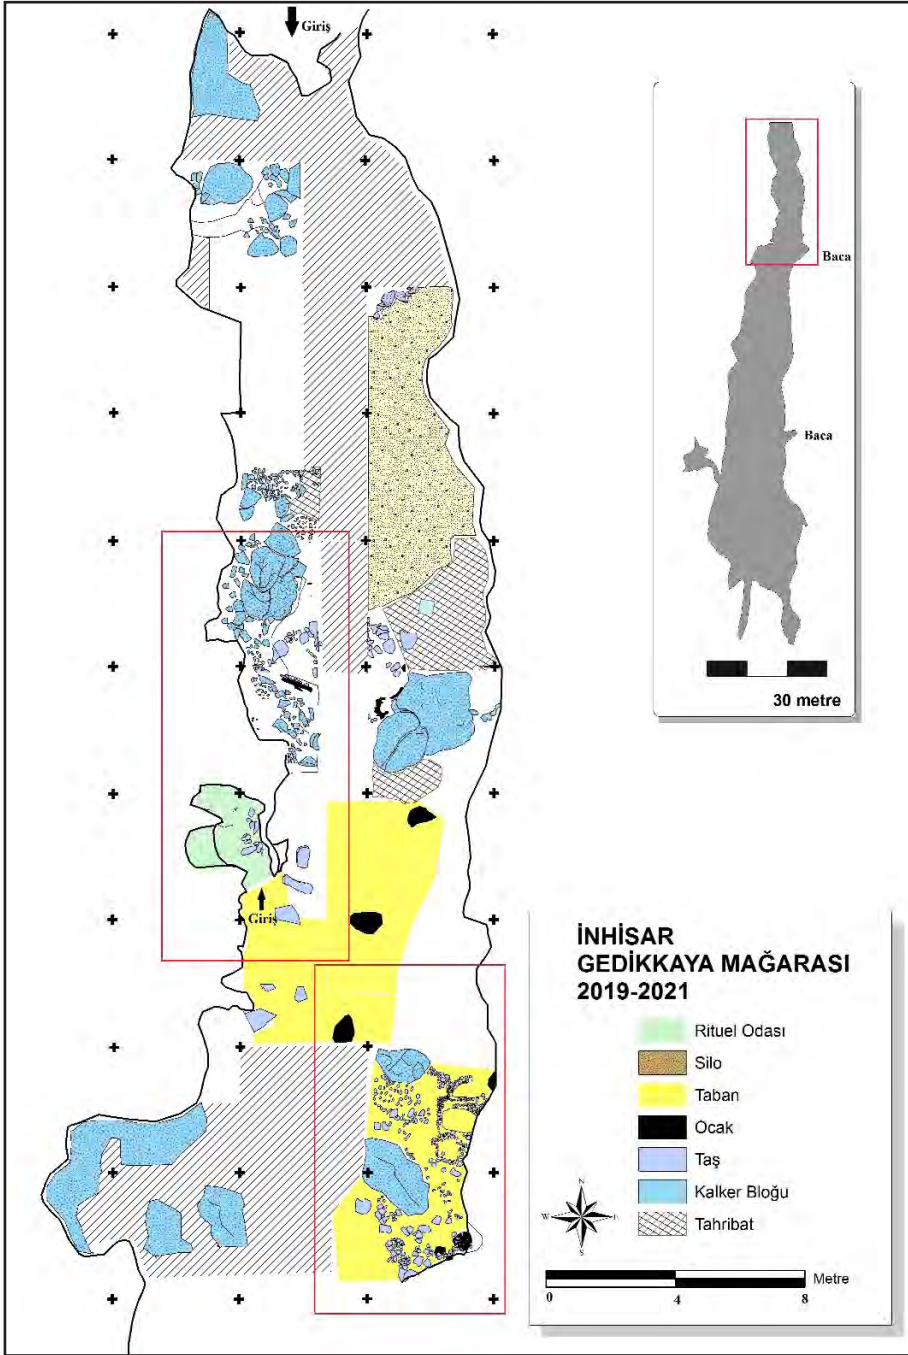 Giriş
Baca
Baca
30 metre
Giriş
İNHİSAR
GEDİKKAYA MAĞARASI
2019-2021
Rituel Odası
Silo
Taban
Ocak
Taş
Kalker Bloğu
Tahribat
N
W
E
S
Metre
0 4 8